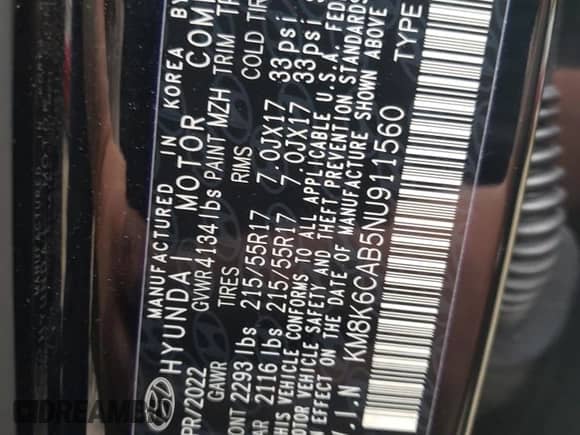 MANUFACTURED IN KOREA BY
HYUNDAI MOTOR COM
PR/2022 GVWR 4134 lbs PAINT MZH TRIM TR
GAWR TIRES RIMS COLD TIR
ONT 2293 lbs 215/55R17 7.0JX17 33psi
AR 2116 lbs 215/55R17 7.0JX17 33psi
HIS VEHICLE CONFORMS TO ALL APPLICABLE U.S.A. FED
MOTOR VEHICLE SAFETY AND THEFT PREVENTION STANDARDS
N EFFECT ON THE DATE OF MANUFACTURE SHOWN ABOVE
V.I.N KM8K6CAB5NU911560 TYPE
DREAMB